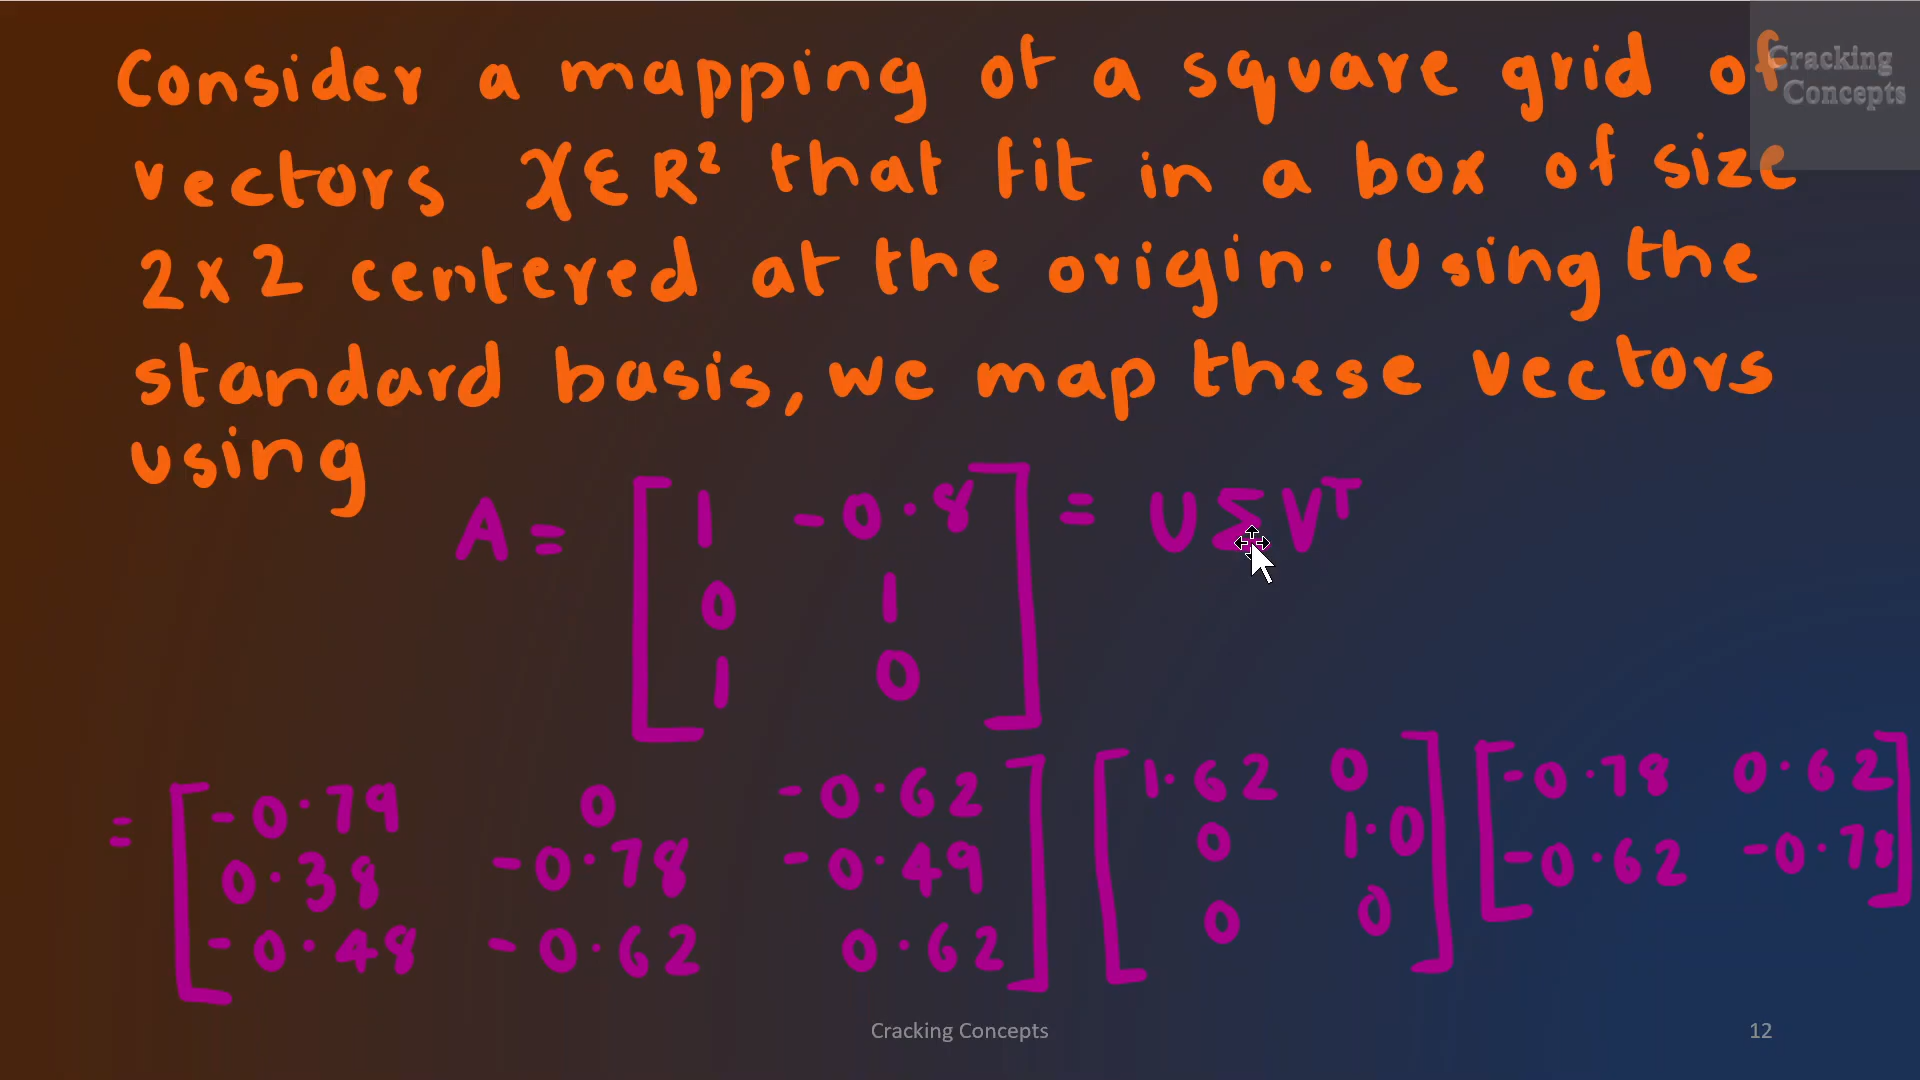 Consider a mapping of a square grid of
vectors x ∈ R² that fit in a box of size
2x2 centered at the origin. Using the
standard basis, we map these vectors
using
A = [ 1 -0.8 ] = U Σ Vᵀ
0 1
1 0
= [ -0.79 0 -0.62 ] [ 1.62 0 ] [ -0.78 0.62 ]
0.38 -0.78 -0.49 0 1.0 -0.62 -0.78
-0.48 -0.62 0.62 0 0
Cracking Concepts 12
Cracking
Concepts